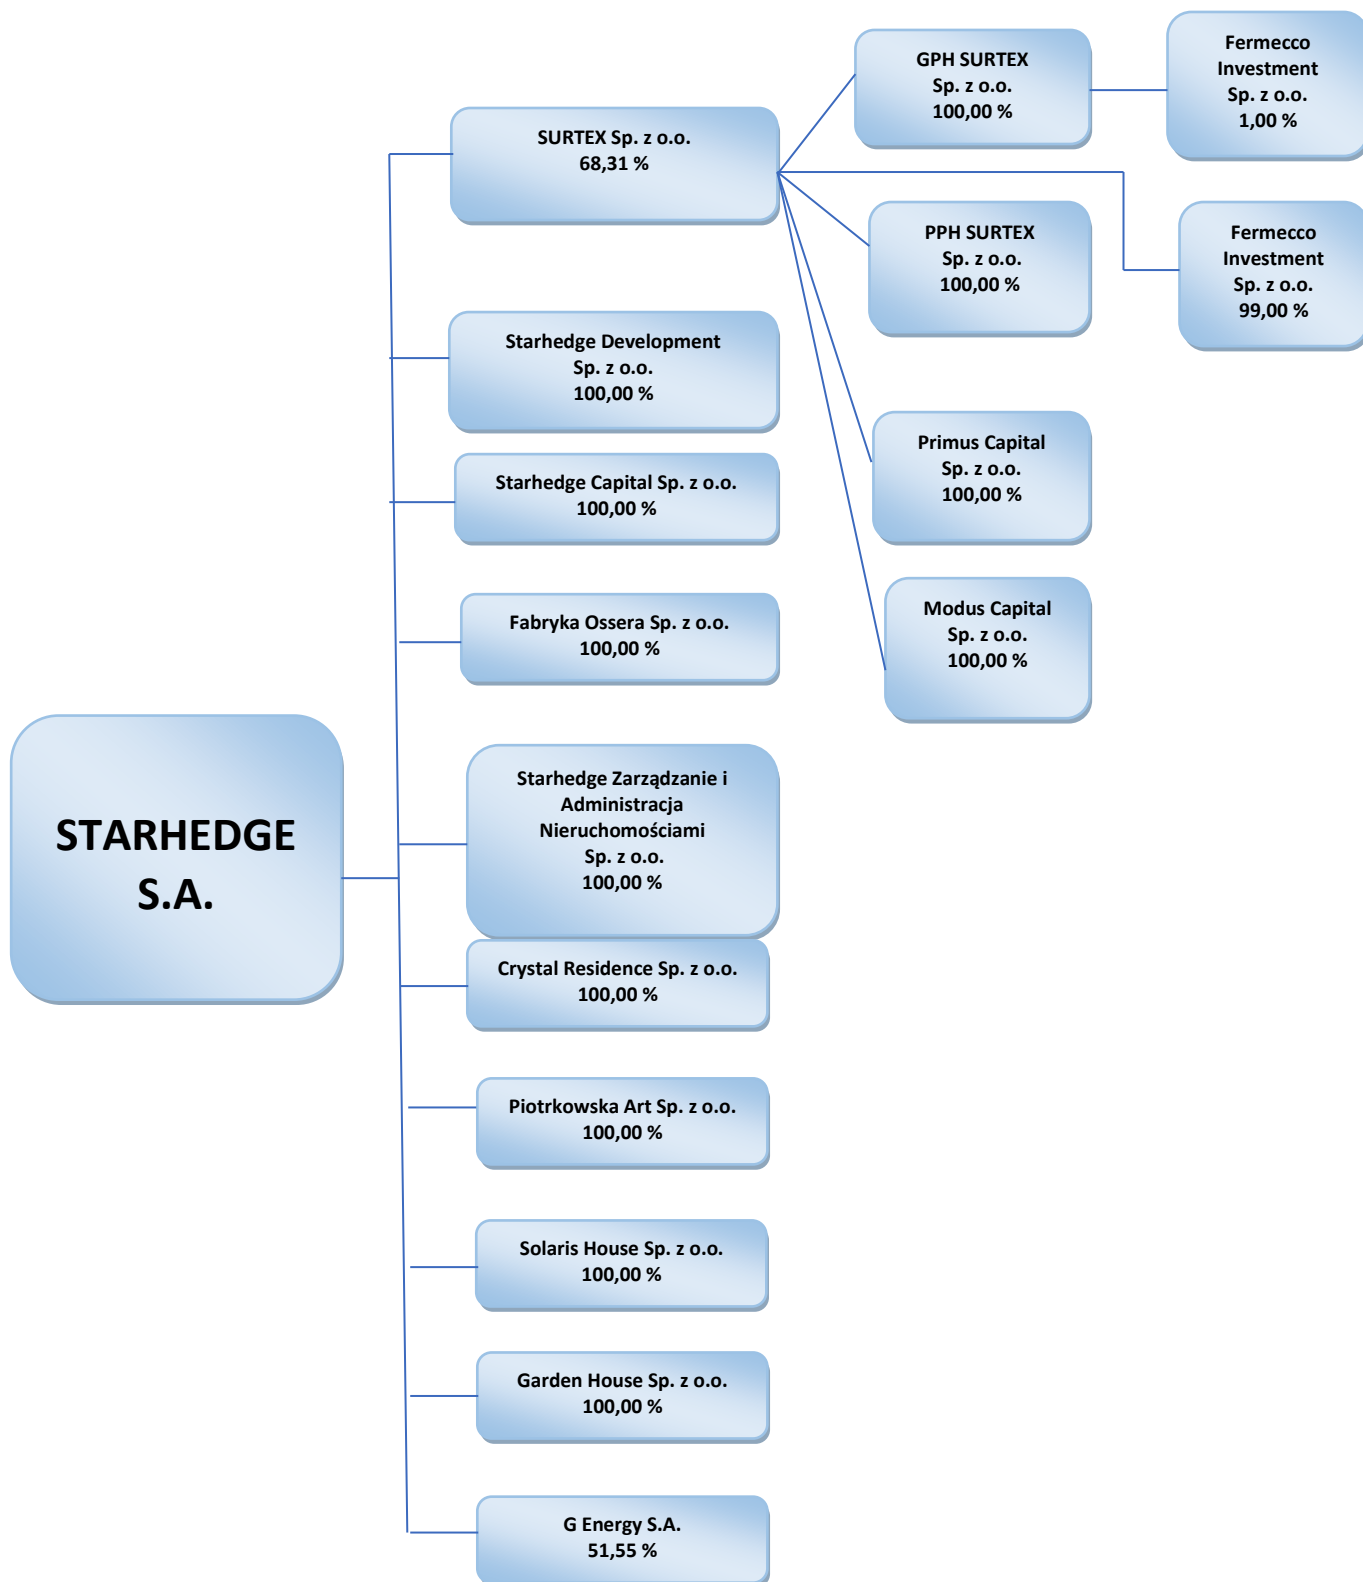 GPH SURTEX
Sp. z o.o.
100,00 %
Fermecco
Investment
Sp. z o.o.
1,00 %
SURTEX Sp. z o.o.
68,31 %
PPH SURTEX
Sp. z o.o.
100,00 %
Fermecco
Investment
Sp. z o.o.
99,00 %
Starhedge Development
Sp. z o.o.
100,00 %
Primus Capital
Sp. z o.o.
100,00 %
Starhedge Capital Sp. z o.o.
100,00 %
Modus Capital
Sp. z o.o.
100,00 %
Fabryka Ossera Sp. z o.o.
100,00 %
STARHEDGE
S.A.
Starhedge Zarządzanie i
Administracja
Nieruchomościami
Sp. z o.o.
100,00 %
Crystal Residence Sp. z o.o.
100,00 %
Piotrkowska Art Sp. z o.o.
100,00 %
Solaris House Sp. z o.o.
100,00 %
Garden House Sp. z o.o.
100,00 %
G Energy S.A.
51,55 %